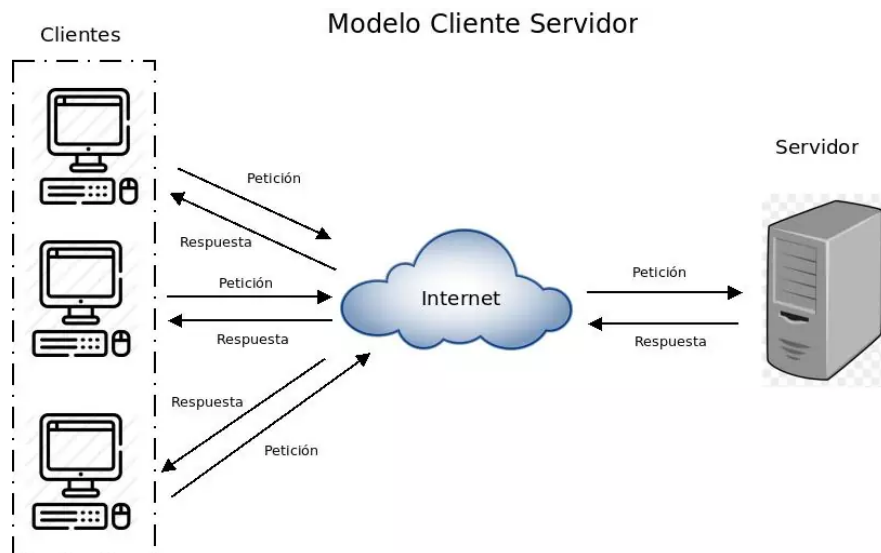 Modelo Cliente Servidor
Clientes
Servidor
Petición
Respuesta
Petición
Respuesta
Internet
Petición
Respuesta
Respuesta
Petición